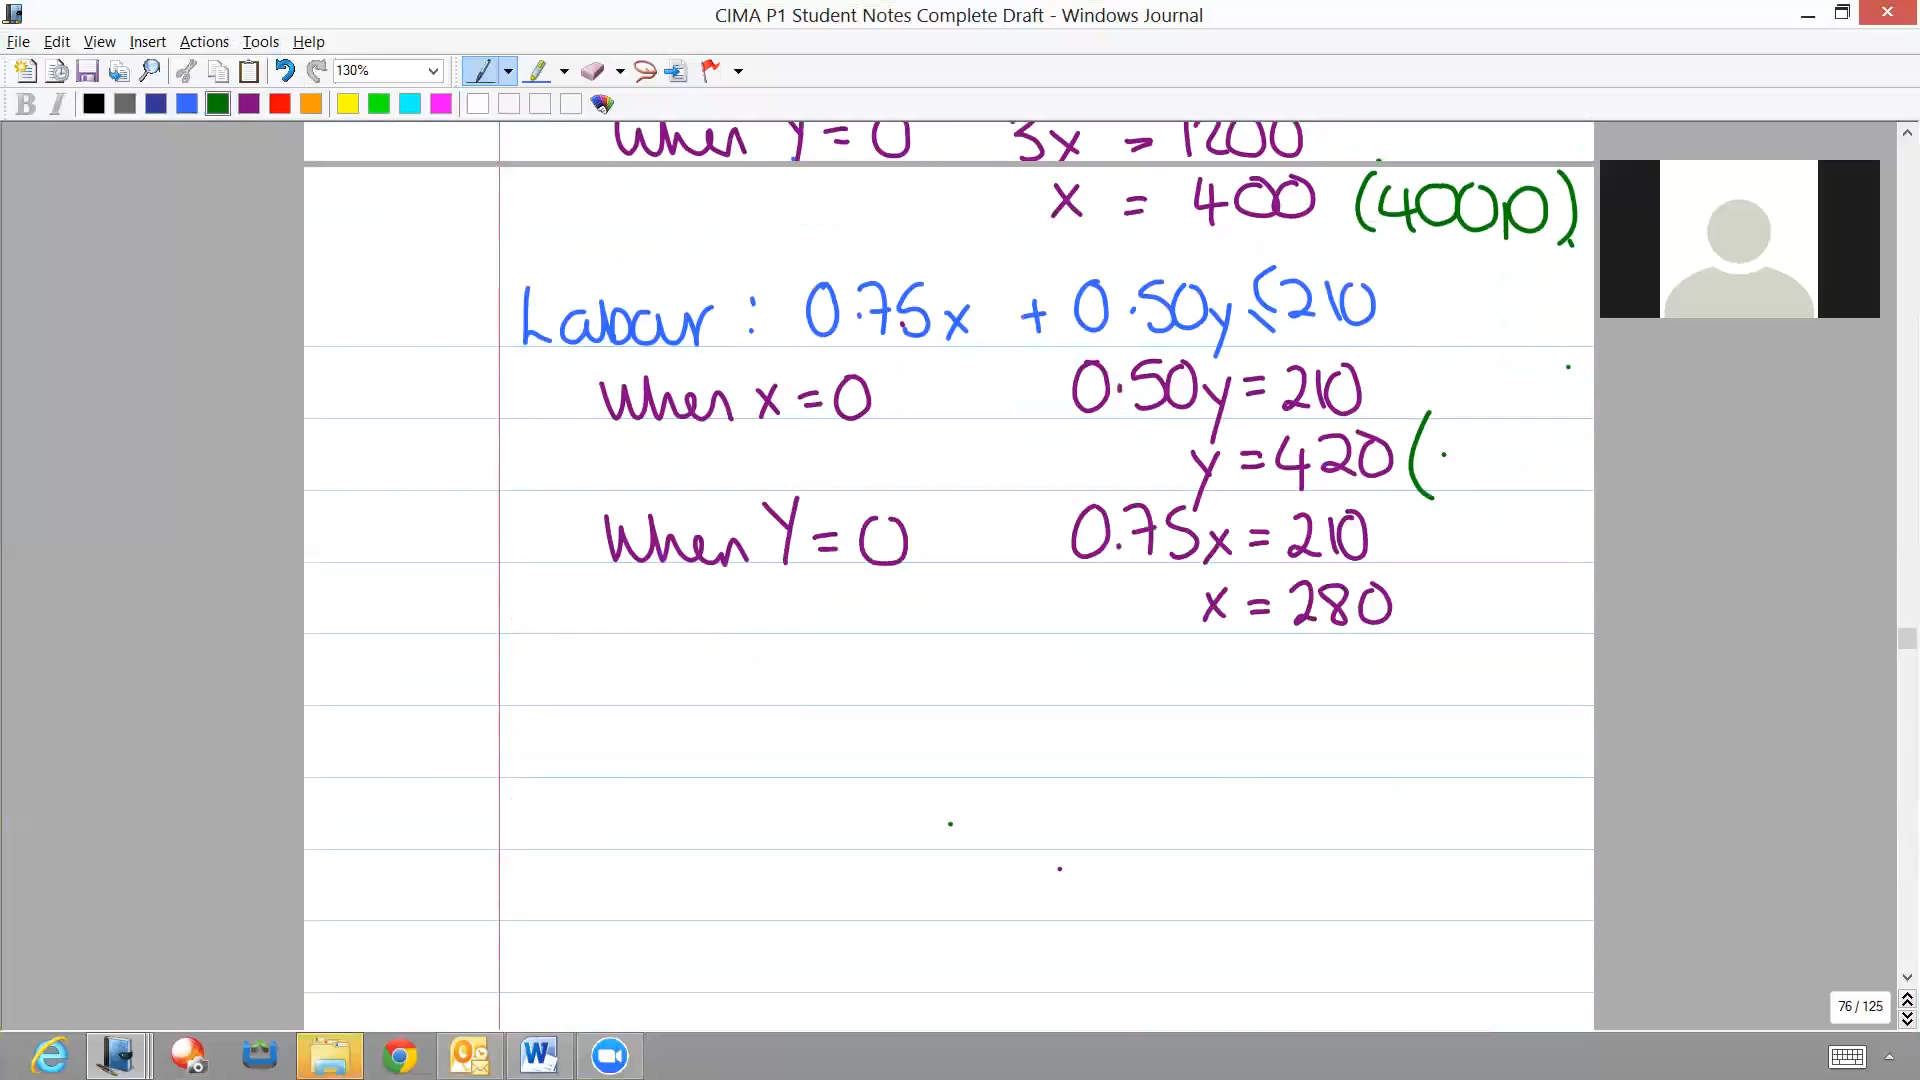 CIMA P1 Student Notes Complete Draft - Windows Journal
File Edit View Insert Actions Tools Help
130%
B I
When Y = 0 3x = 1200
x = 400 (400,0)
Labour : 0.75x + 0.50y ≤ 210
When x = 0 0.50y = 210
y = 420 (
When Y = 0 0.75x = 210
x = 280
76 / 125